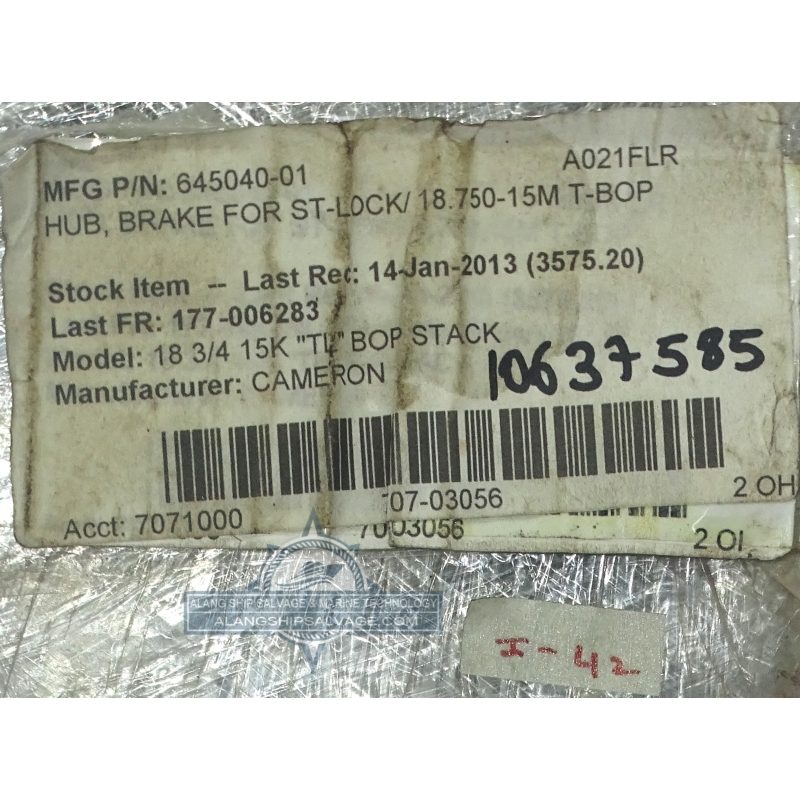 A021FLR
MFG P/N: 645040-01
HUB, BRAKE FOR ST-LOCK/ 18.750-15M T-BOP
Stock Item -- Last Rec: 14-Jan-2013 (3575.20)
Last FR: 177-006283
Model: 18 3/4 15K "TL" BOP STACK
Manufacturer: CAMERON
10637585
07-03056
2 OH
Acct: 7071000
7003056
2 OI
ALANG SHIP SALVAGE & MARINE TECHNOLOGY
ALANGSHIPSALVAGE.COM
I-42